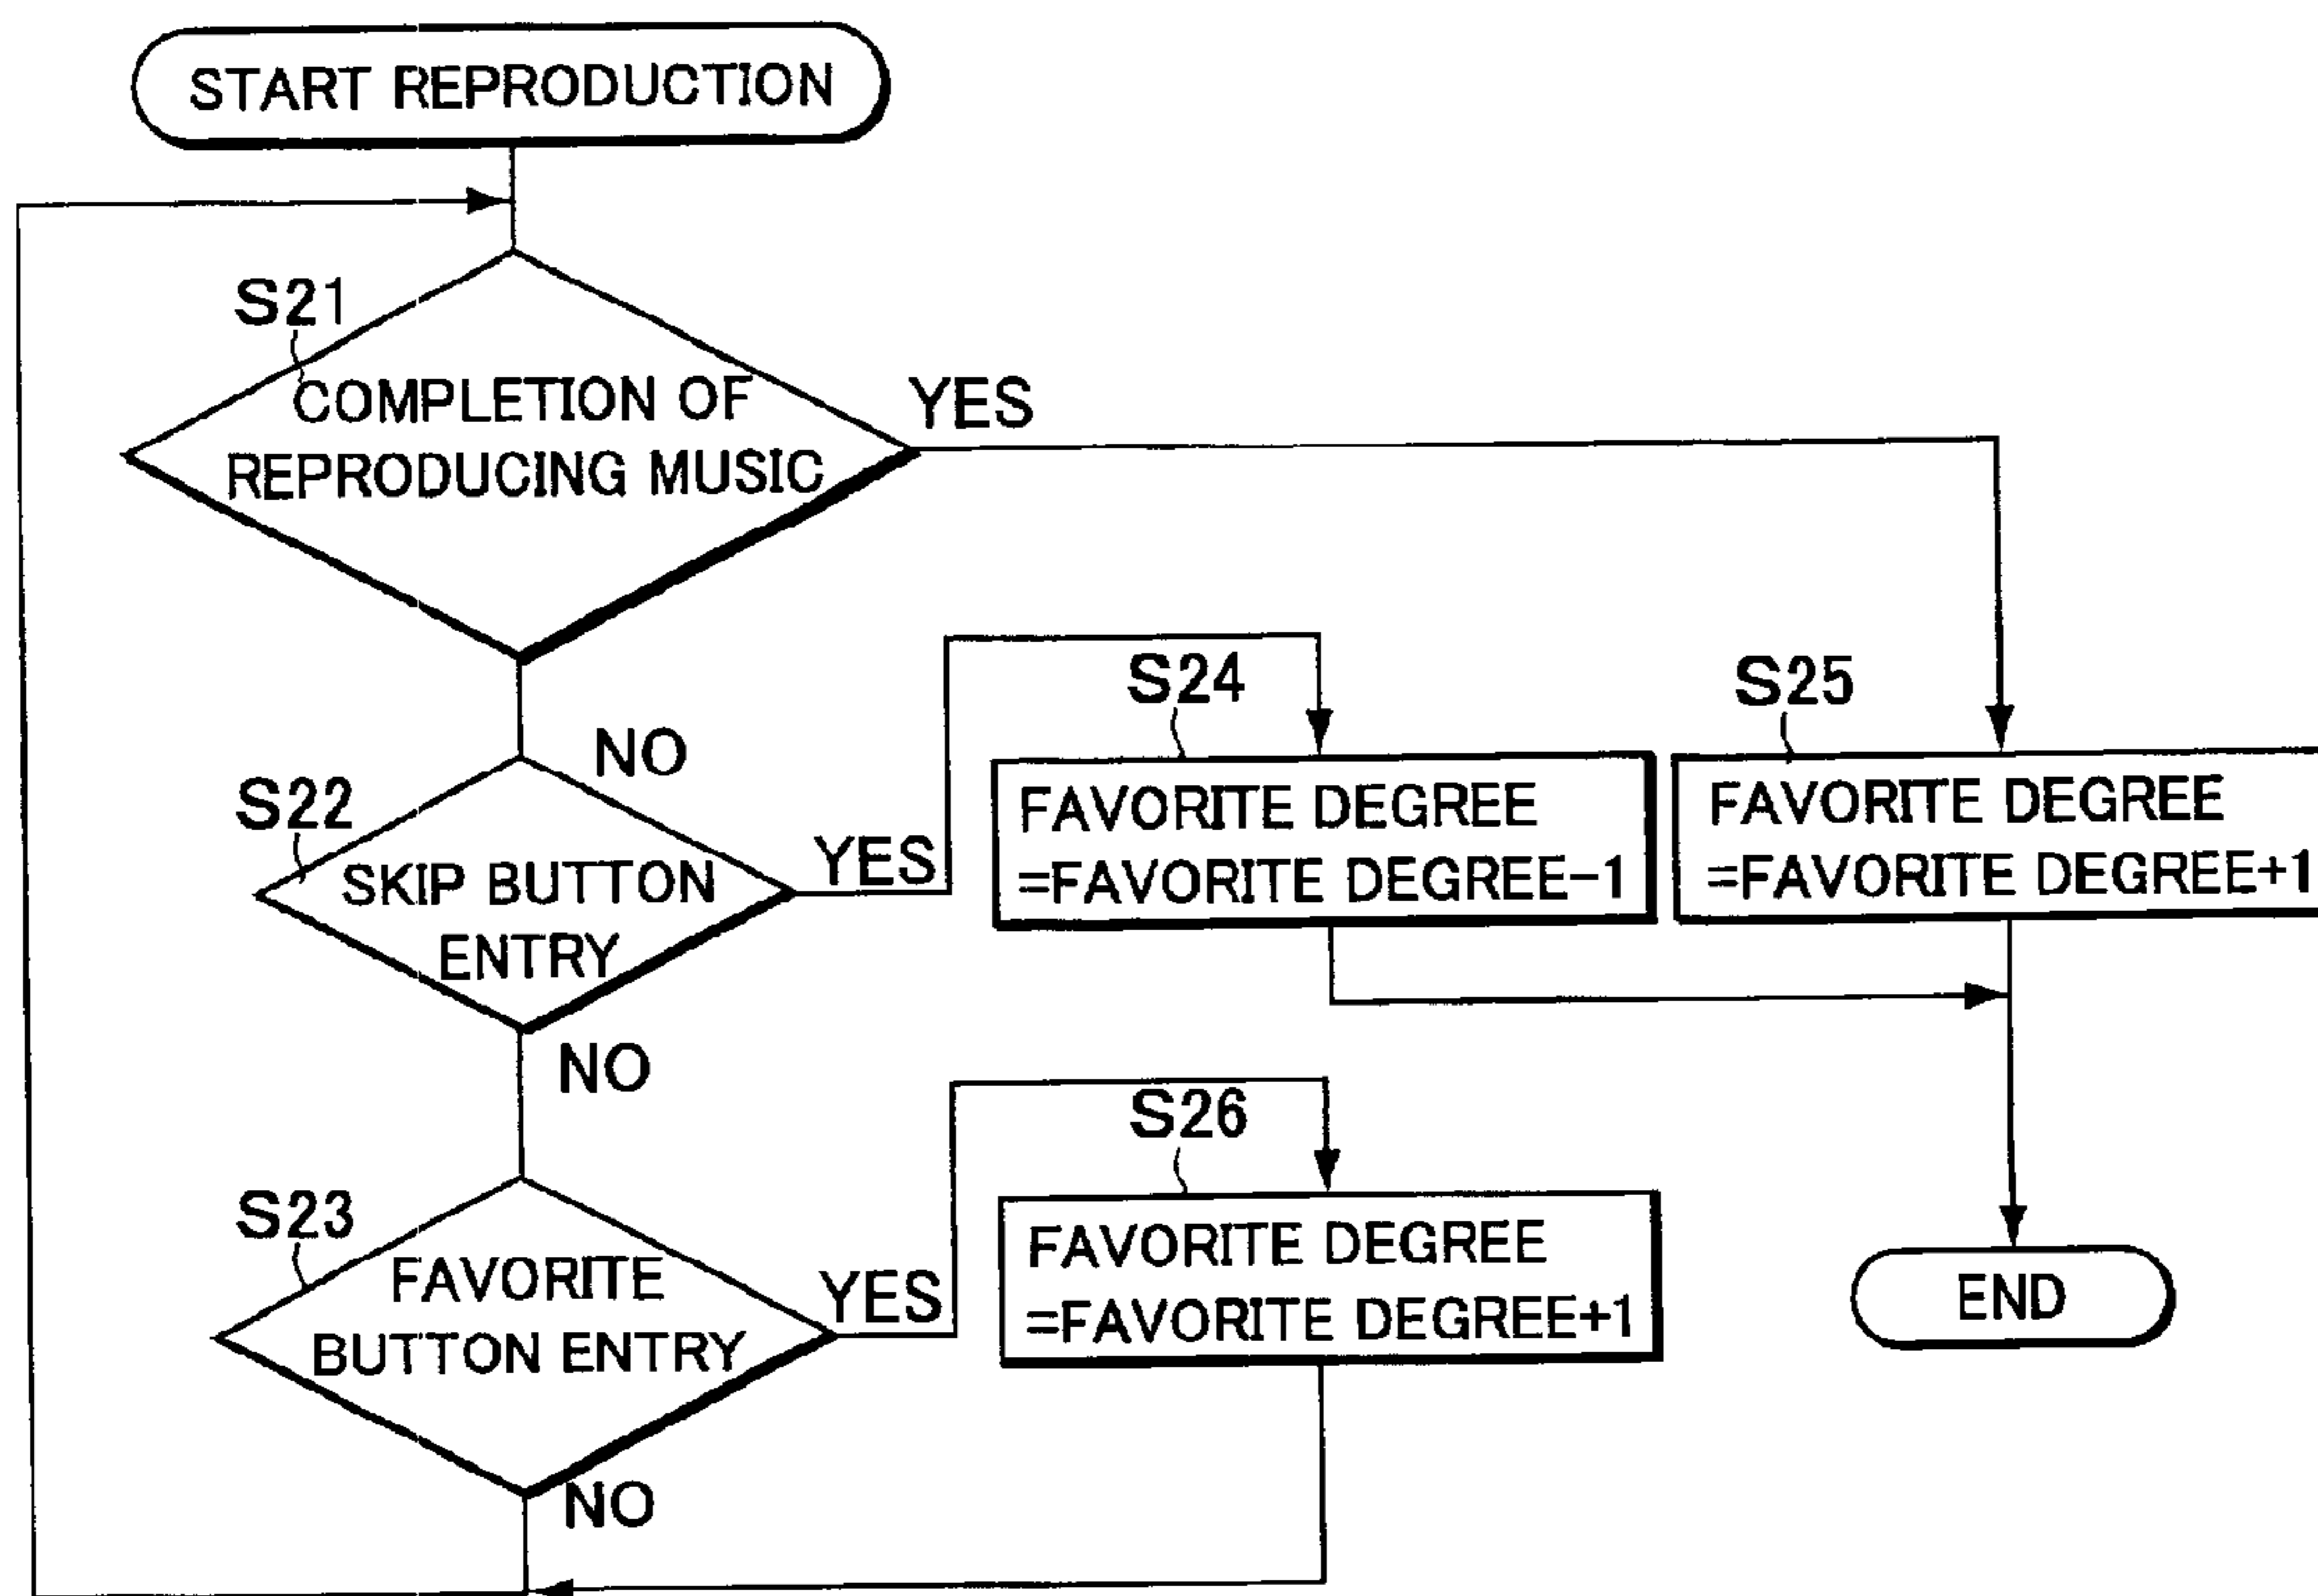 START REPRODUCTION
S21
COMPLETION OF
REPRODUCING MUSIC
YES
NO
S22
SKIP BUTTON
ENTRY
YES
S24
FAVORITE DEGREE
=FAVORITE DEGREE-1
S25
FAVORITE DEGREE
=FAVORITE DEGREE+1
NO
S23
FAVORITE
BUTTON ENTRY
YES
S26
FAVORITE DEGREE
=FAVORITE DEGREE+1
END
NO